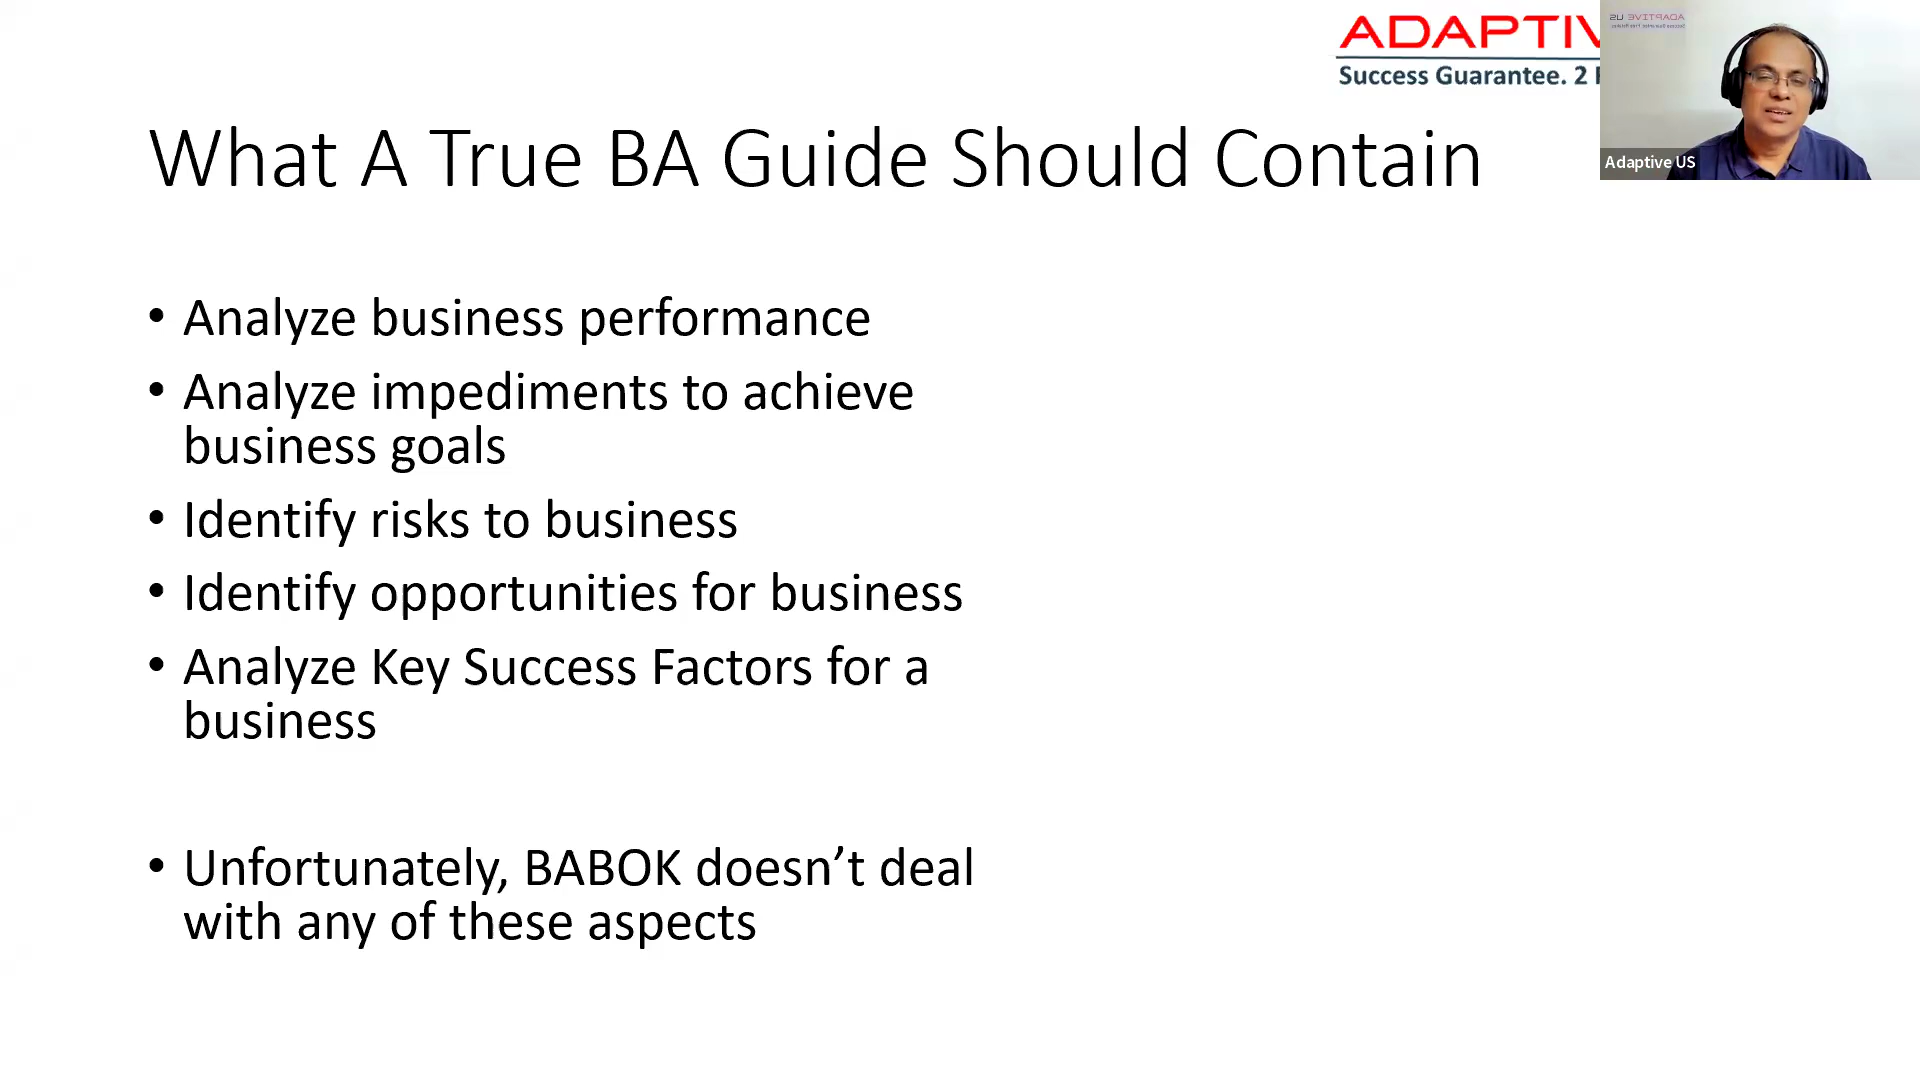 ADAPTIV
Success Guarantee. 2
ADAPTIVE US
Adaptive US
What A True BA Guide Should Contain
• Analyze business performance
• Analyze impediments to achieve
business goals
• Identify risks to business
• Identify opportunities for business
• Analyze Key Success Factors for a
business
• Unfortunately, BABOK doesn’t deal
with any of these aspects